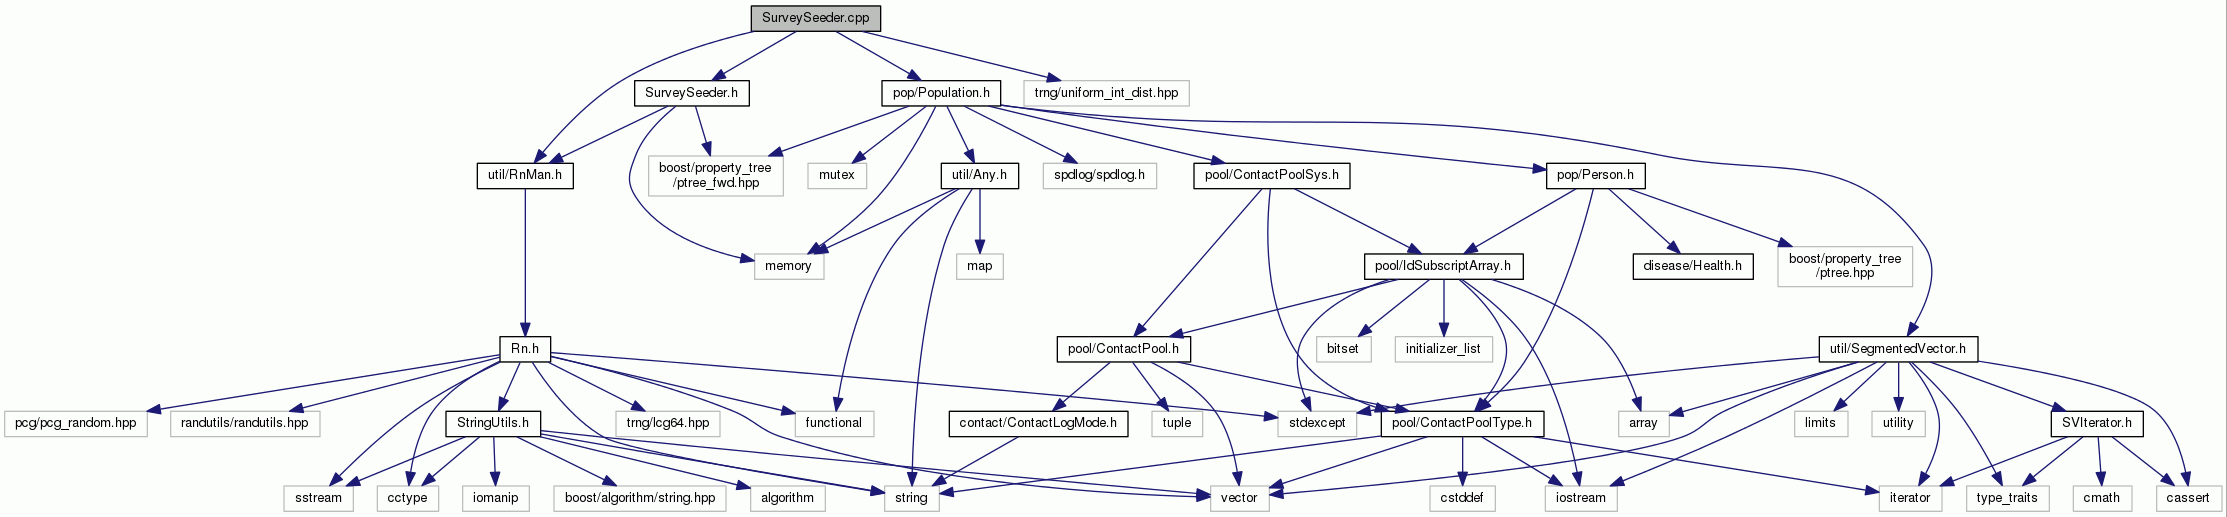 SurveySeeder.cpp
SurveySeeder.h
pop/Population.h
trng/uniform_int_dist.hpp
util/RnMan.h
boost/property_tree
/ptree_fwd.hpp
mutex
util/Any.h
spdlog/spdlog.h
pool/ContactPoolSys.h
pop/Person.h
memory
map
pool/IdSubscriptArray.h
disease/Health.h
boost/property_tree
/ptree.hpp
Rn.h
pool/ContactPool.h
bitset
initializer_list
util/SegmentedVector.h
pcg/pcg_random.hpp
randutils/randutils.hpp
StringUtils.h
trng/lcg64.hpp
functional
contact/ContactLogMode.h
tuple
stdexcept
pool/ContactPoolType.h
array
limits
utility
SVIterator.h
sstream
cctype
iomanip
boost/algorithm/string.hpp
algorithm
string
vector
cstddef
iostream
iterator
type_traits
cmath
cassert